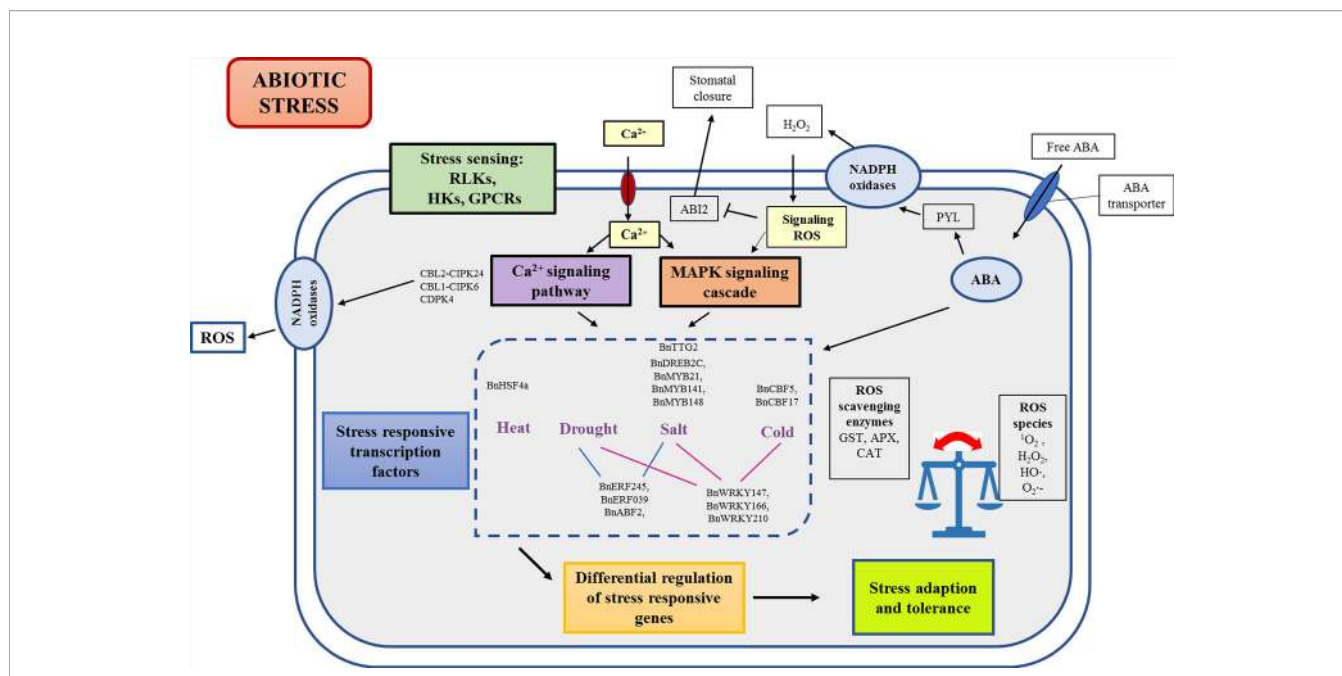 ABIOTIC
STRESS
Stress sensing:
RLKs,
HKs, GPCRs
Ca²⁺
Stomatal
closure
H₂O₂
NADPH
oxidases
Free ABA
ABA
transporter
ABI2
Signaling
ROS
PYL
ABA
Ca²⁺
Ca²⁺ signaling
pathway
MAPK signaling
cascade
CBL2-CIPK24
CBL1-CIPK6
CDPK4
NADPH
oxidases
ROS
BnTTG2
BnDREB2C,
BnMYB21,
BnMYB141,
BnMYB148
BnHSF4a
BnCBF5,
BnCBF17
Heat
Drought
Salt
Cold
BnERF245,
BnERF039
BnABF2,
BnWRKY147,
BnWRKY166,
BnWRKY210
Stress responsive
transcription
factors
ROS
scavenging
enzymes
GST, APX,
CAT
ROS
species
¹O₂ ,
H₂O₂,
HO·,
O₂·–
Differential regulation
of stress responsive
genes
Stress adaption
and tolerance